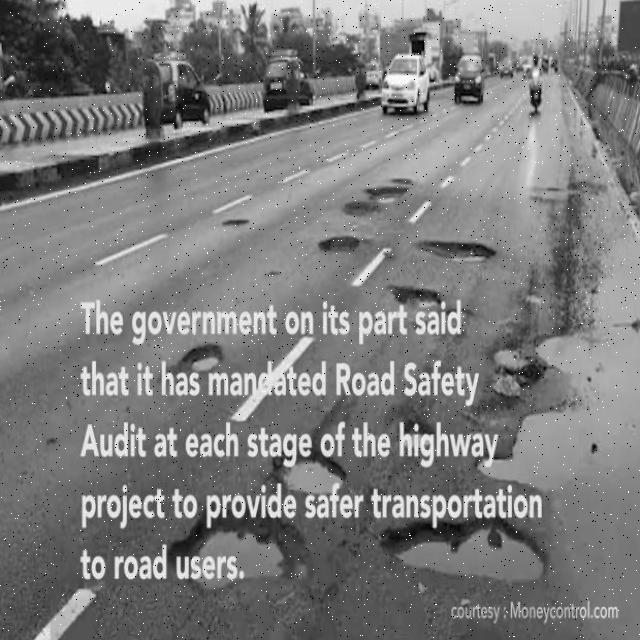 The government on its part said
that it has mandated Road Safety
Audit at each stage of the highway
project to provide safer transportation
to road users.
courtesy : Moneycontrol.com